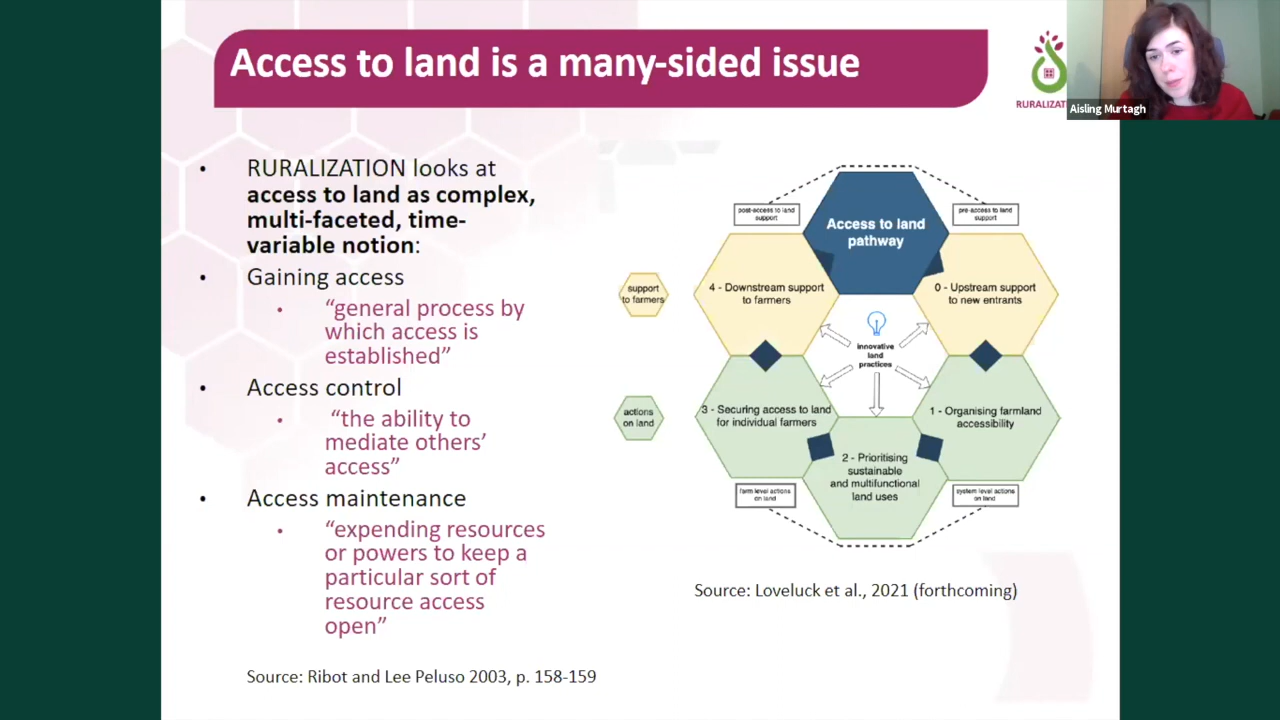 Access to land is a many-sided issue
Aisling Murtagh
• RURALIZATION looks at
access to land as complex,
multi-faceted, time-
variable notion:
• Gaining access
• “general process by
which access is
established”
• Access control
• “the ability to
mediate others’
access”
• Access maintenance
• “expending resources
or powers to keep a
particular sort of
resource access
open”
Source: Ribot and Lee Peluso 2003, p. 158-159
Access to land
pathway
post-access to land
support
pre-access to land
support
4 - Downstream support
to farmers
0 - Upstream support
to new entrants
support
to farmers
innovative
land
practices
actions
on land
3 - Securing access to land
for individual farmers
1 - Organising farmland
accessibility
2 - Prioritising
sustainable
and multifunctional
land uses
farm level actions
on land
system level actions
on land
Source: Loveluck et al., 2021 (forthcoming)